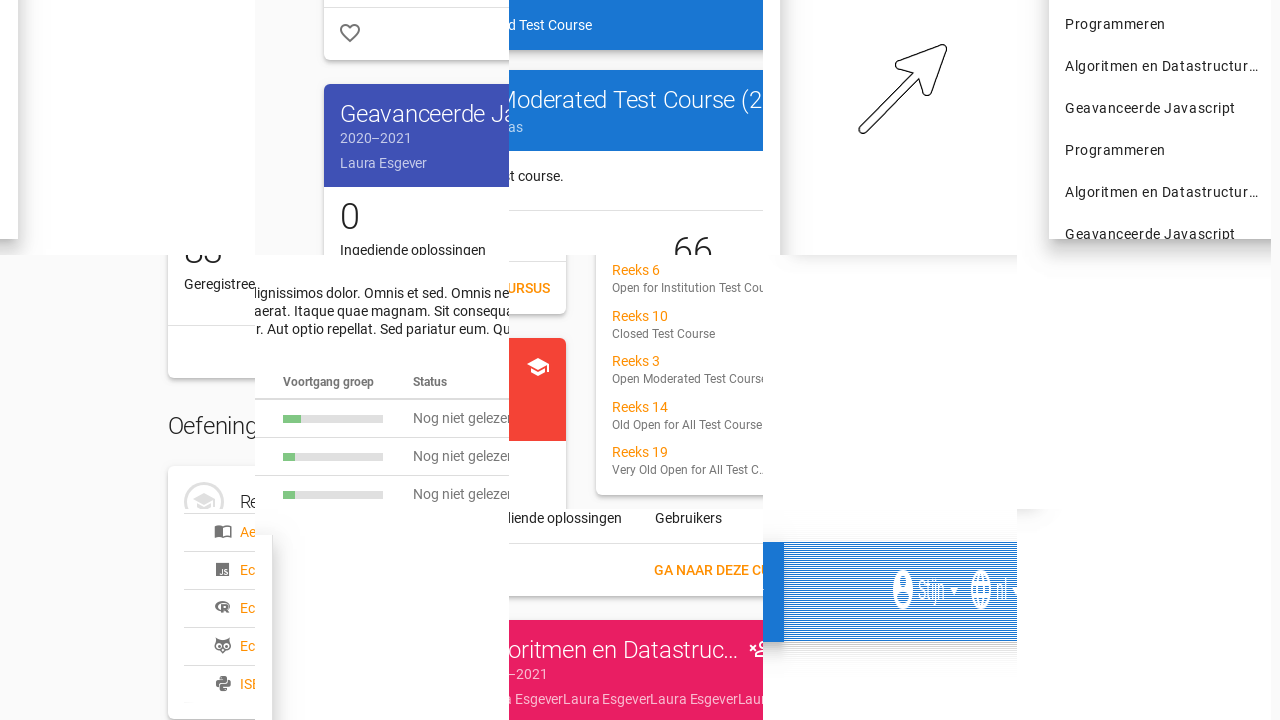 d Test Course
Geavanceerde Ja
2020–2021
Laura Esgever
0
Ingediende oplossingen
Moderated Test Course (2
as
st course.
66
Programmeren
Algoritmen en Datastructur…
Geavanceerde Javascript
Programmeren
Algoritmen en Datastructur…
Geavanceerde Javascript
Geregistree
Oefening
Re
dignissimos dolor. Omnis et sed. Omnis ne
aerat. Itaque quae magnam. Sit consequa
r. Aut optio repellat. Sed pariatur eum. Qu
Voortgang groep
Status
Nog niet gelezen
Nog niet gelezen
Nog niet gelezen
CURSUS
Reeks 6
Open for Institution Test Cou
Reeks 10
Closed Test Course
Reeks 3
Open Moderated Test Course
Reeks 14
Old Open for All Test Course
Reeks 19
Very Old Open for All Test C…
Ae
Ec
Ec
Ec
ISB
diende oplossingen
Gebruikers
GA NAAR DEZE CU
oritmen en Datastruc…
–2021
a EsgeverLaura EsgeverLaura EsgeverLau
Stijn
nl